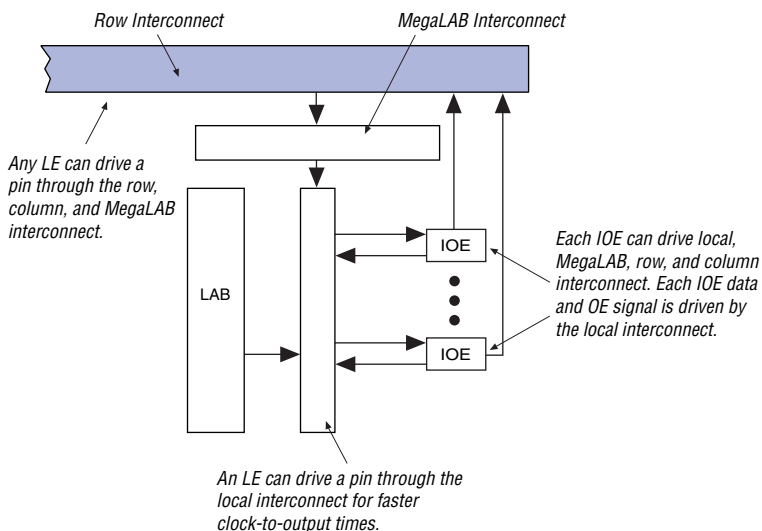 Row Interconnect
MegaLAB Interconnect
Any LE can drive a
pin through the row,
column, and MegaLAB
interconnect.
LAB
IOE
IOE
Each IOE can drive local,
MegaLAB, row, and column
interconnect. Each IOE data
and OE signal is driven by
the local interconnect.
An LE can drive a pin through the
local interconnect for faster
clock-to-output times.